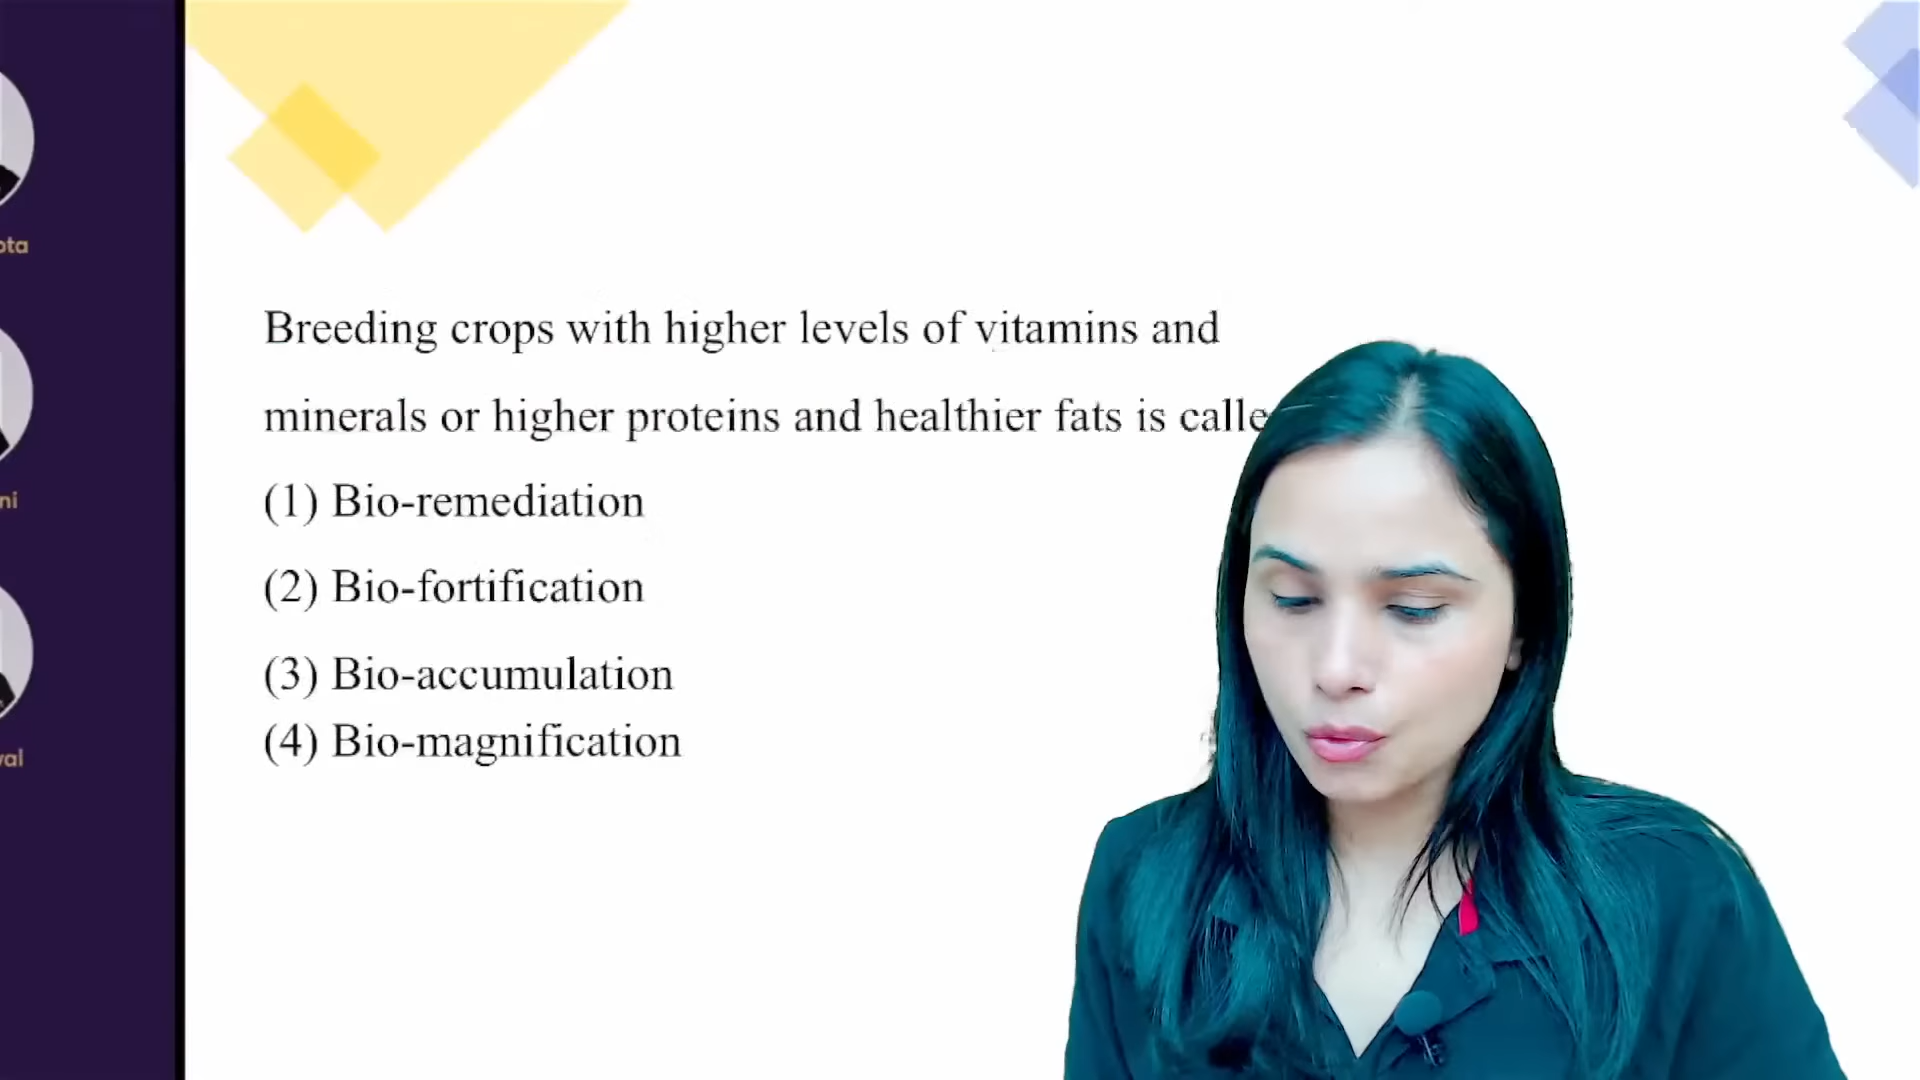 Breeding crops with higher levels of vitamins and
minerals or higher proteins and healthier fats is calle
(1) Bio-remediation
(2) Bio-fortification
(3) Bio-accumulation
(4) Bio-magnification
ota
ni
val